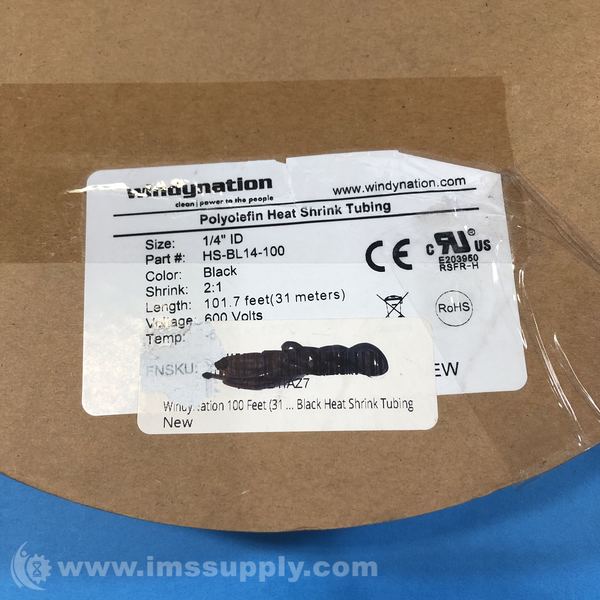 windynation
clean | power to the people
www.windynation.com
Polyolefin Heat Shrink Tubing
Size: 1/4" ID
Part #: HS-BL14-100
Color: Black
Shrink: 2:1
Length: 101.7 feet(31 meters)
Voltage: 600 Volts
Temp:
CE
c RU US
E203950
RSFR-H
RoHS
FNSKU:
AZ7
EW
100 Feet (31 ... Black Heat Shrink Tubing
New
www.imssupply.com